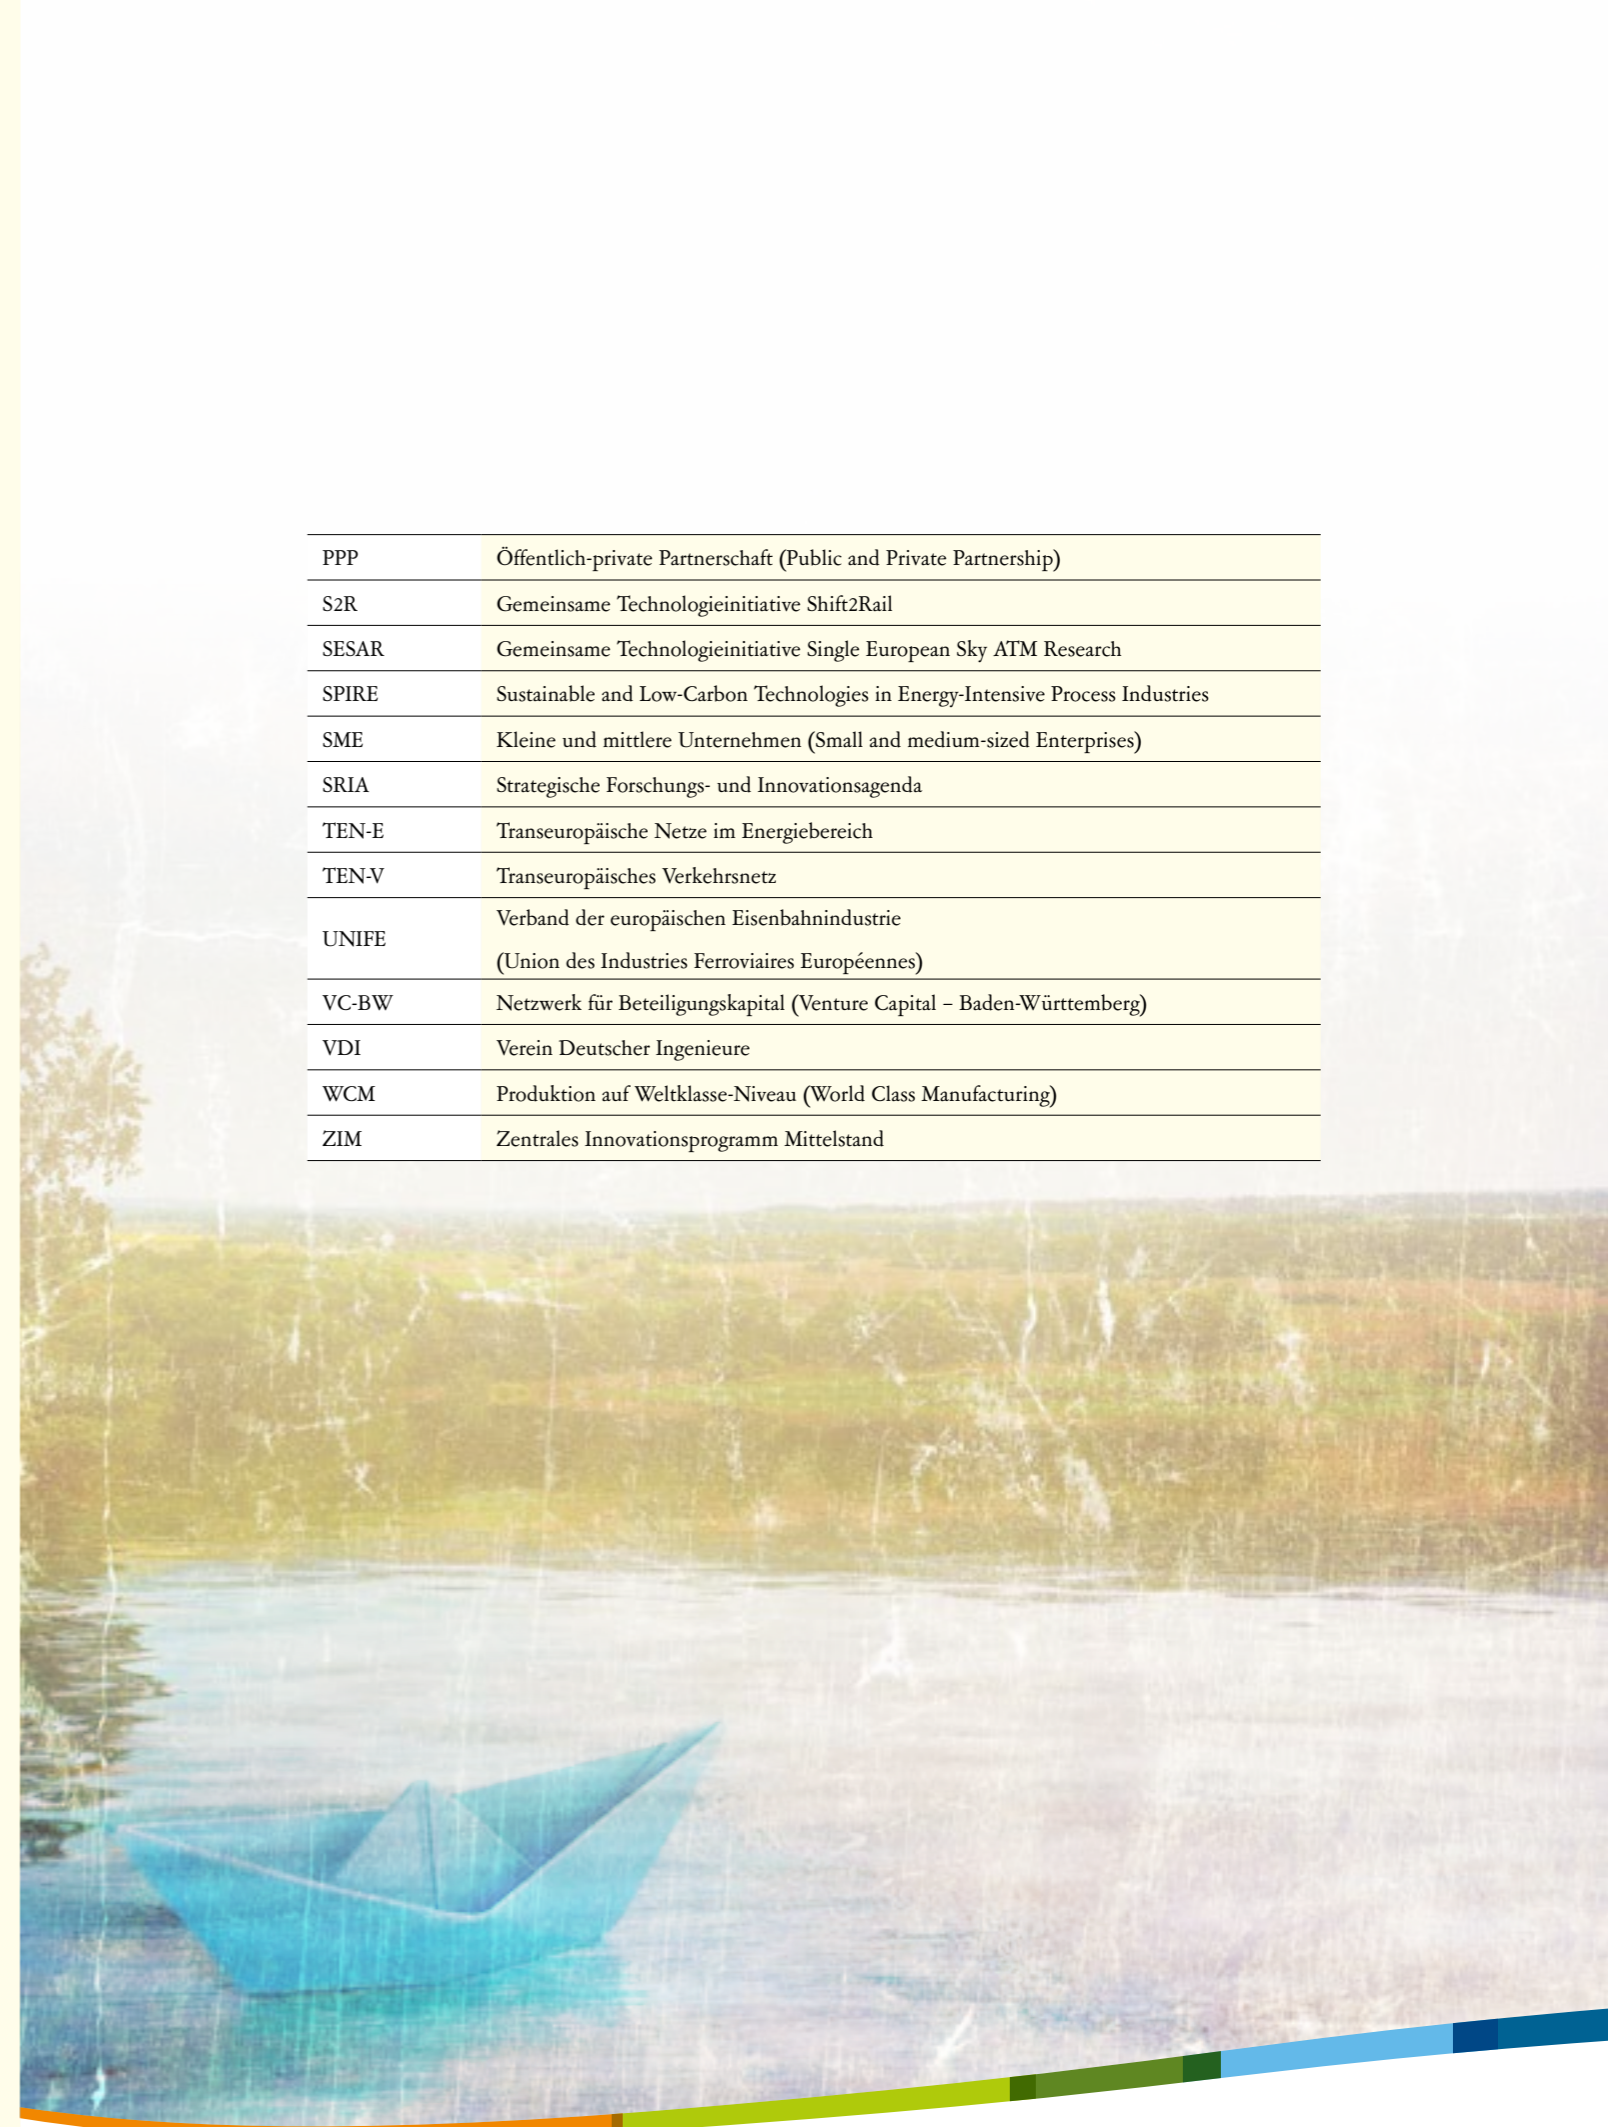 PPP Öffentlich-private Partnerschaft (Public and Private Partnership)
S2R Gemeinsame Technologieinitiative Shift2Rail
SESAR Gemeinsame Technologieinitiative Single European Sky ATM Research
SPIRE Sustainable and Low-Carbon Technologies in Energy-Intensive Process Industries
SME Kleine und mittlere Unternehmen (Small and medium-sized Enterprises)
SRIA Strategische Forschungs- und Innovationsagenda
TEN-E Transeuropäische Netze im Energiebereich
TEN-V Transeuropäisches Verkehrsnetz
UNIFE Verband der europäischen Eisenbahnindustrie
(Union des Industries Ferroviaires Européennes)
VC-BW Netzwerk für Beteiligungskapital (Venture Capital – Baden-Württemberg)
VDI Verein Deutscher Ingenieure
WCM Produktion auf Weltklasse-Niveau (World Class Manufacturing)
ZIM Zentrales Innovationsprogramm Mittelstand